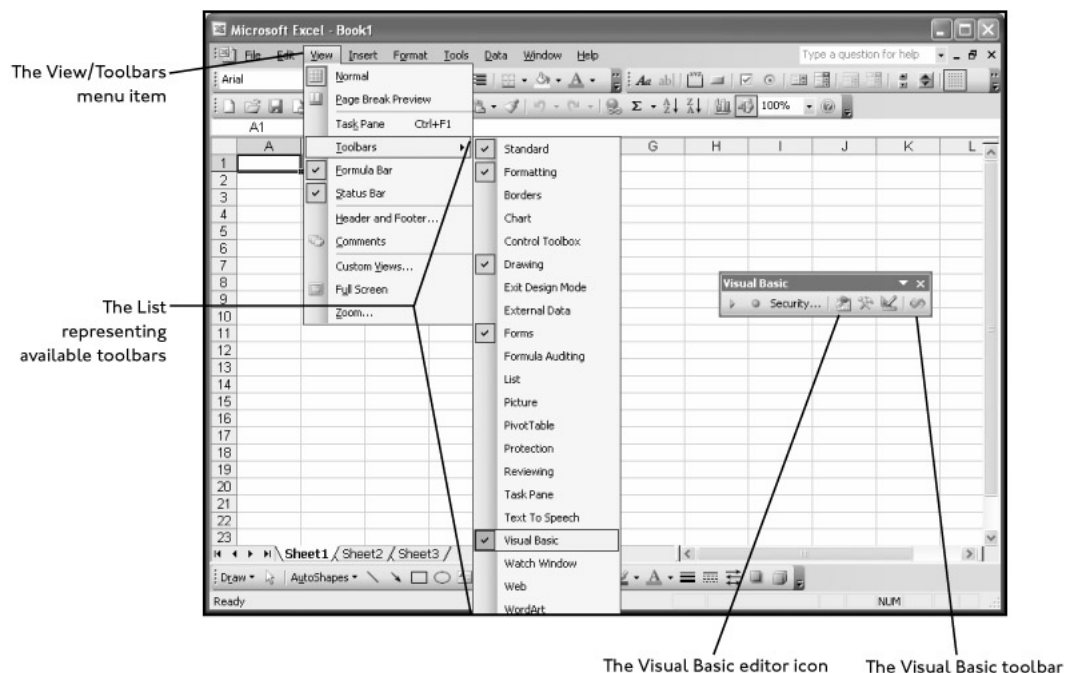 Microsoft Excel - Book1
File Edit View Insert Format Tools Data Window Help
Type a question for help
Arial
100%
A1
Normal
Page Break Preview
Task Pane Ctrl+F1
Toolbars
Formula Bar
Status Bar
Header and Footer...
Comments
Custom Views...
Full Screen
Zoom...
Standard
Formatting
Borders
Chart
Control Toolbox
Drawing
Exit Design Mode
External Data
Forms
Formula Auditing
List
Picture
PivotTable
Protection
Reviewing
Task Pane
Text To Speech
Visual Basic
Watch Window
Web
WordArt
A G H I J K L
1
2
3
4
5
6
7
8
9
10
11
12
13
14
15
16
17
18
19
20
21
22
23
Visual Basic
Security...
Sheet1 Sheet2 Sheet3
Draw AutoShapes
Ready
NUM
The View/Toolbars
menu item
The List
representing
available toolbars
The Visual Basic editor icon
The Visual Basic toolbar